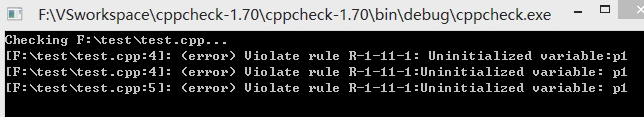 F:\VSworkspace\cppcheck-1.70\cppcheck-1.70\bin\debug\cppcheck.exe
Checking F:\test\test.cpp...
[F:\test\test.cpp:4]: (error) Violate rule R-1-11-1: Uninitialized variable:p1
[F:\test\test.cpp:4]: (error) Violate rule R-1-11-1:Uninitialized variable: p1
[F:\test\test.cpp:5]: (error) Violate rule R-1-11-1:Uninitialized variable: p1